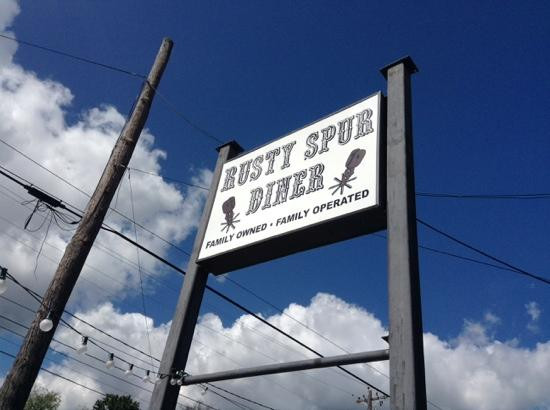 RUSTY SPUR
DINER
FAMILY OWNED • FAMILY OPERATED